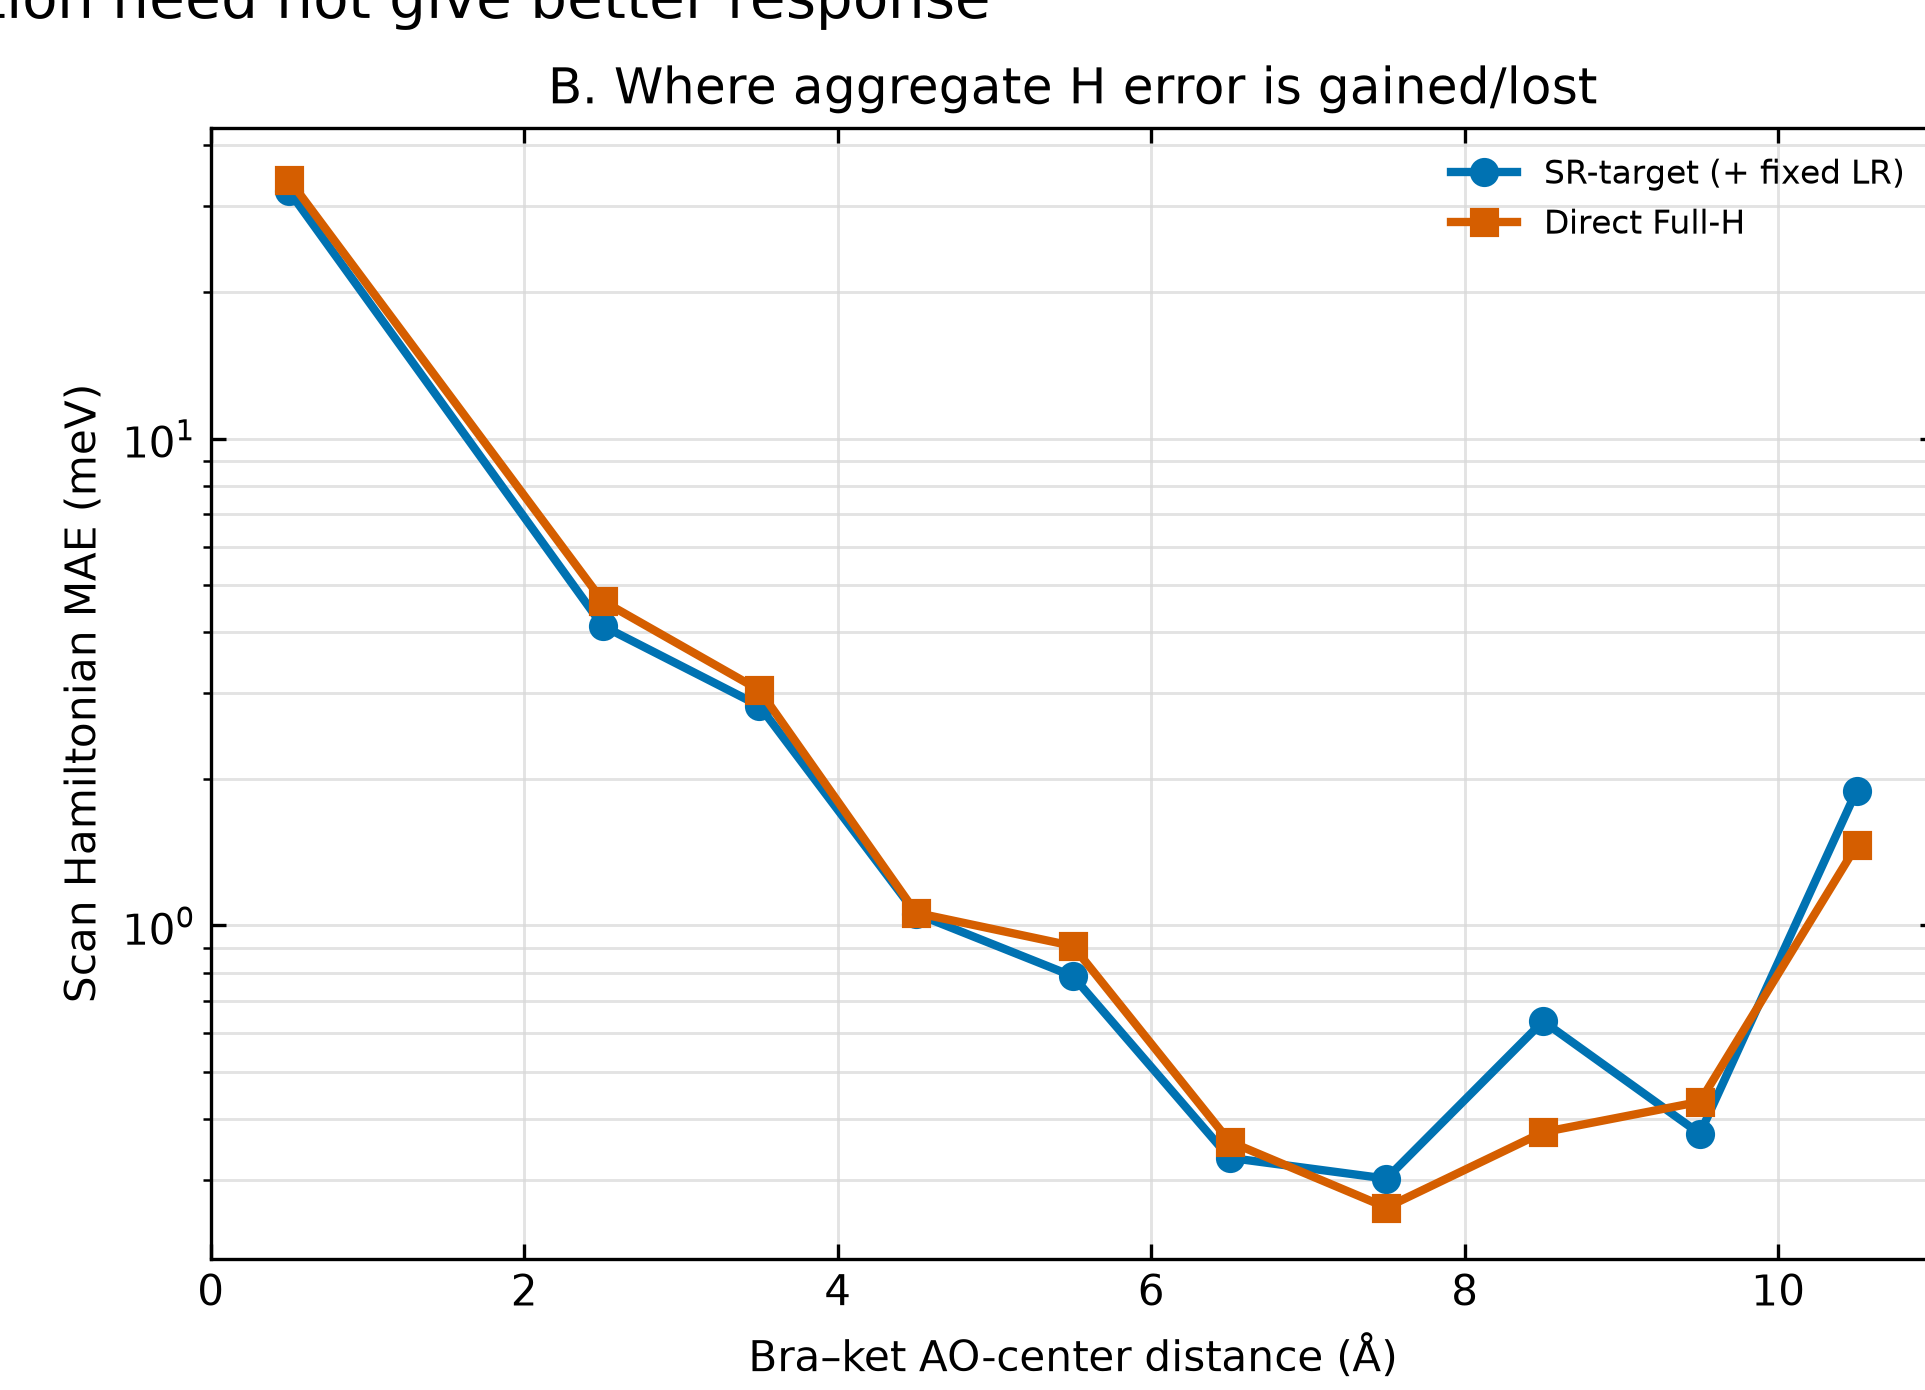 tion need not give better response
B. Where aggregate H error is gained/lost
SR-target (+ fixed LR)
Direct Full-H
Scan Hamiltonian MAE (meV)
10¹
10⁰
0 2 4 6 8 10
Bra–ket AO-center distance (Å)